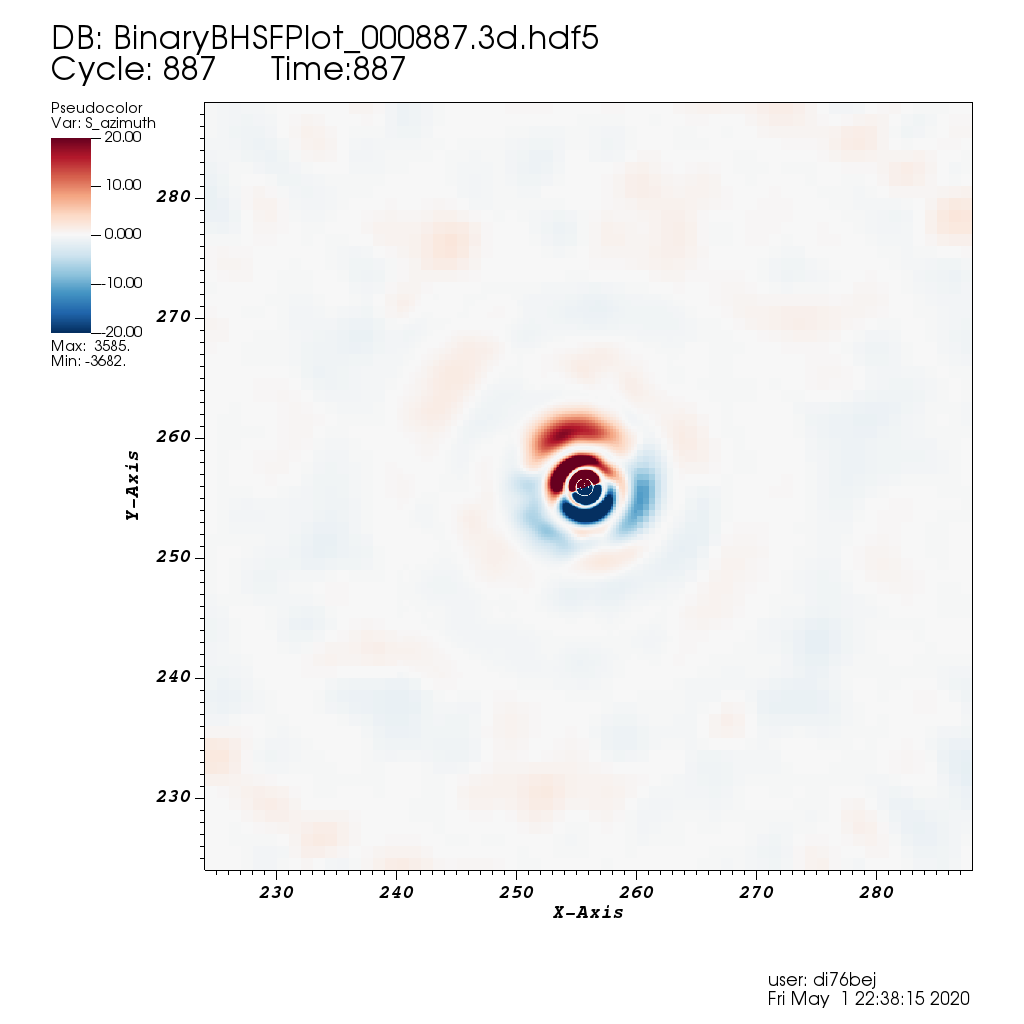 DB: BinaryBHSFPlot_000887.3d.hdf5
Cycle: 887 Time:887
Pseudocolor
Var: S_azimuth
20.00
10.00
0.000
-10.00
-20.00
Max: 3585.
Min: -3682.
280
270
260
250
240
230
Y-Axis
230 240 250 260 270 280
X-Axis
user: di76bej
Fri May 1 22:38:15 2020